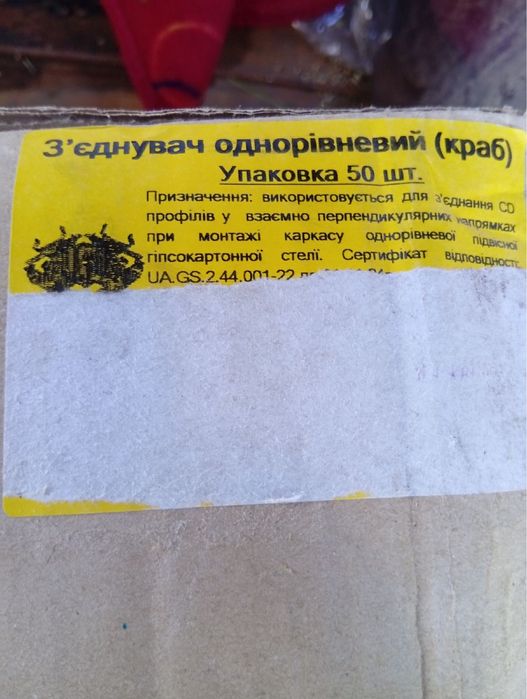 З’єднувач однорівневий (краб)
Упаковка 50 шт.
Призначення: використовується для з’єднання CD
профілів у взаємно перпендикулярних напрямках
при монтажі каркасу однорівневої підвісної
гіпсокартонної стелі. Сертифікат відповідності
UA.GS.2.44.001-22